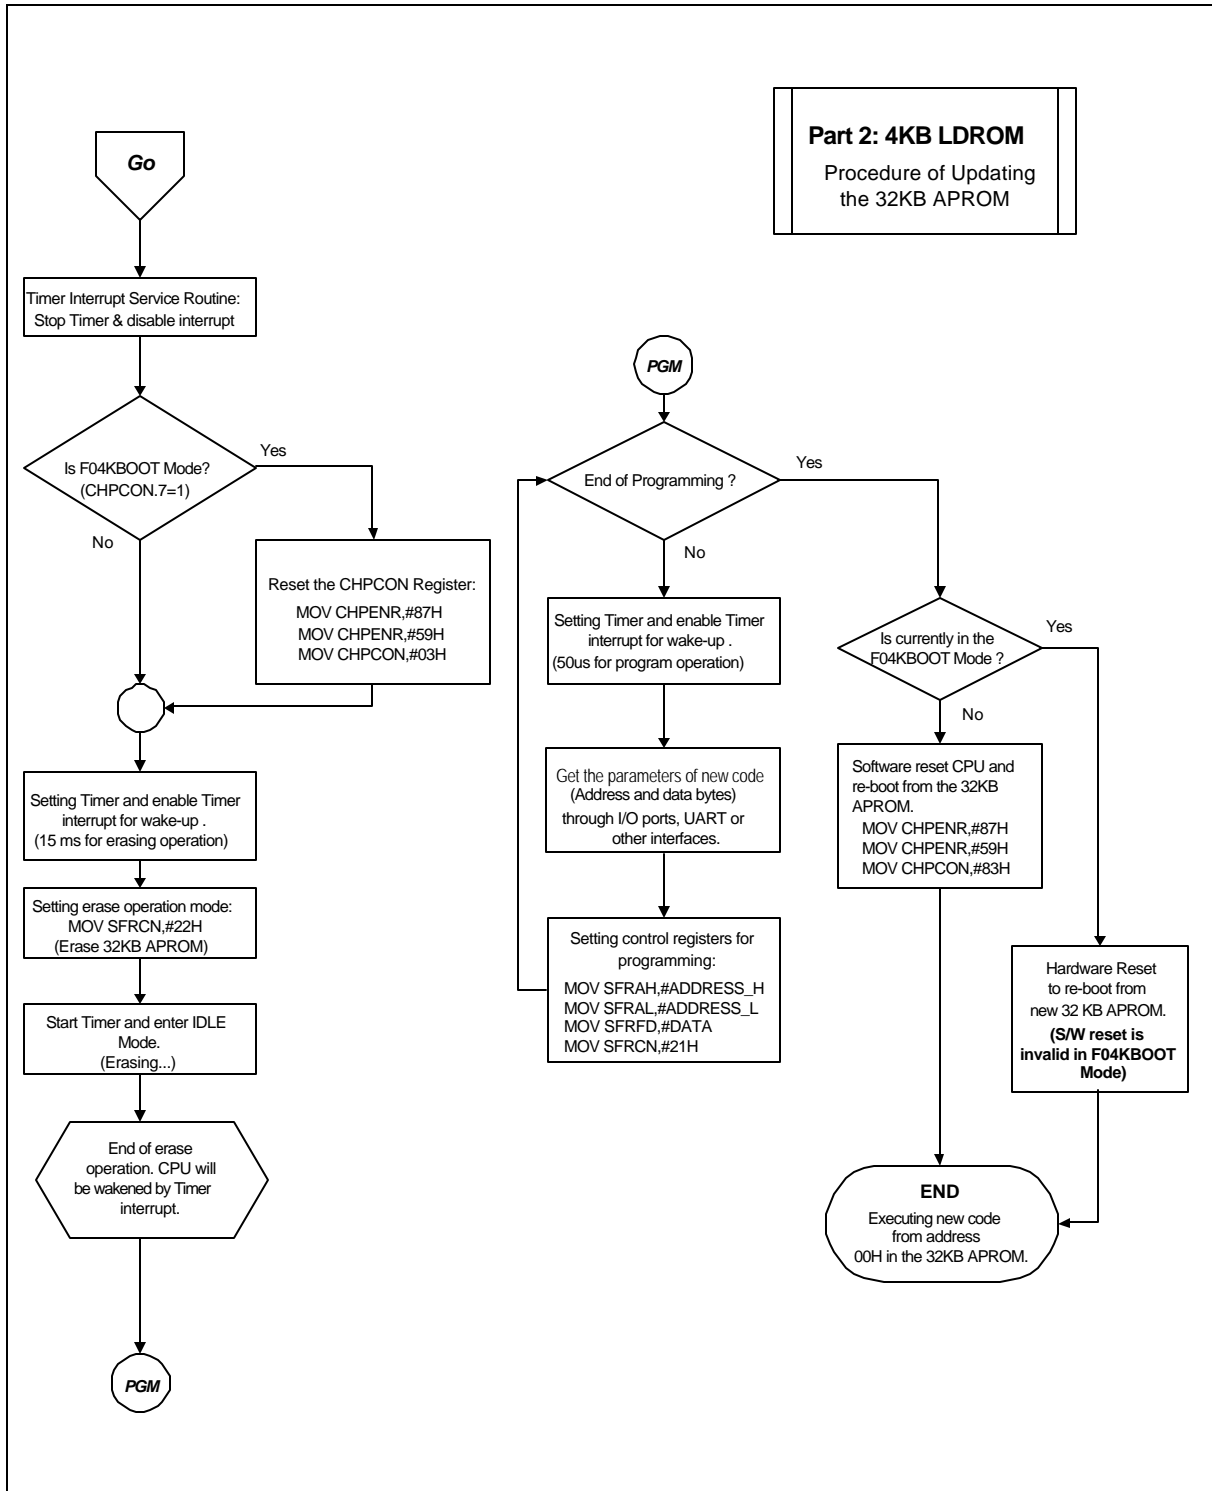 Part 2: 4KB LDROM
Procedure of Updating
the 32KB APROM
Go
Timer Interrupt Service Routine:
Stop Timer & disable interrupt
Is F04KBOOT Mode?
(CHPCON.7=1)
Yes
No
Reset the CHPCON Register:
MOV CHPENR,#87H
MOV CHPENR,#59H
MOV CHPCON,#03H
Setting Timer and enable Timer
interrupt for wake-up .
(15 ms for erasing operation)
Setting erase operation mode:
MOV SFRCN,#22H
(Erase 32KB APROM)
Start Timer and enter IDLE
Mode.
(Erasing...)
End of erase
operation. CPU will
be wakened by Timer
interrupt.
PGM
PGM
End of Programming ?
Yes
No
Setting Timer and enable Timer
interrupt for wake-up .
(50us for program operation)
Get the parameters of new code
(Address and data bytes)
through I/O ports, UART or
other interfaces.
Setting control registers for
programming:
MOV SFRAH,#ADDRESS_H
MOV SFRAL,#ADDRESS_L
MOV SFRFD,#DATA
MOV SFRCN,#21H
Is currently in the
F04KBOOT Mode ?
Yes
No
Software reset CPU and
re-boot from the 32KB
APROM.
MOV CHPENR,#87H
MOV CHPENR,#59H
MOV CHPCON,#83H
Hardware Reset
to re-boot from
new 32 KB APROM.
(S/W reset is
invalid in F04KBOOT
Mode)
END
Executing new code
from address
00H in the 32KB APROM.